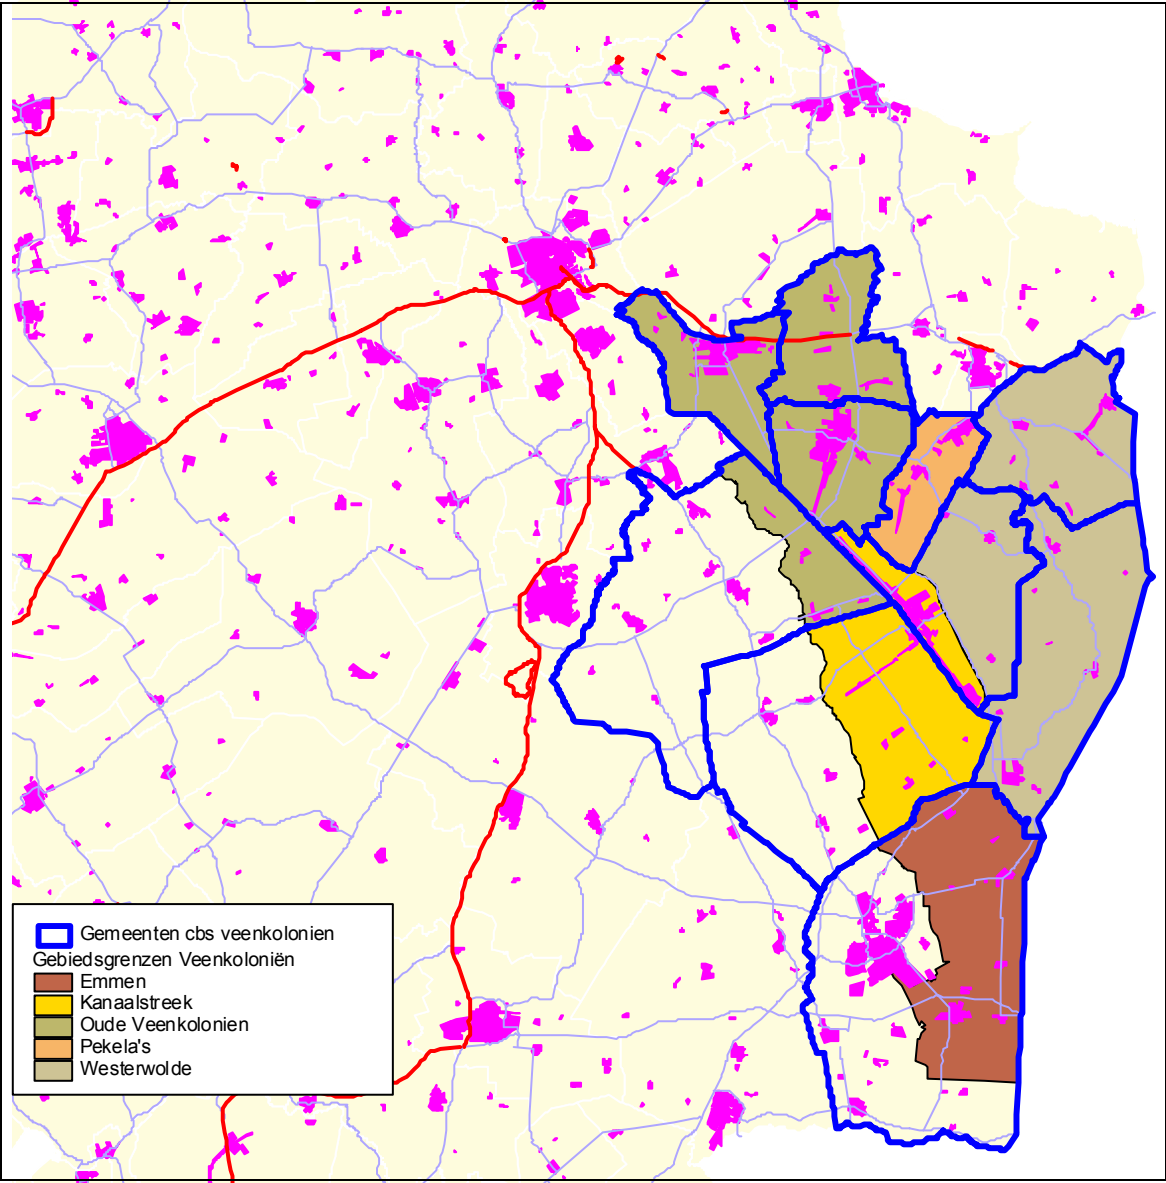 Gemeenten cbs veenkolonien
Gebiedsgrenzen Veenkoloniën
Emmen
Kanaalstreek
Oude Veenkolonien
Pekela's
Westerwolde